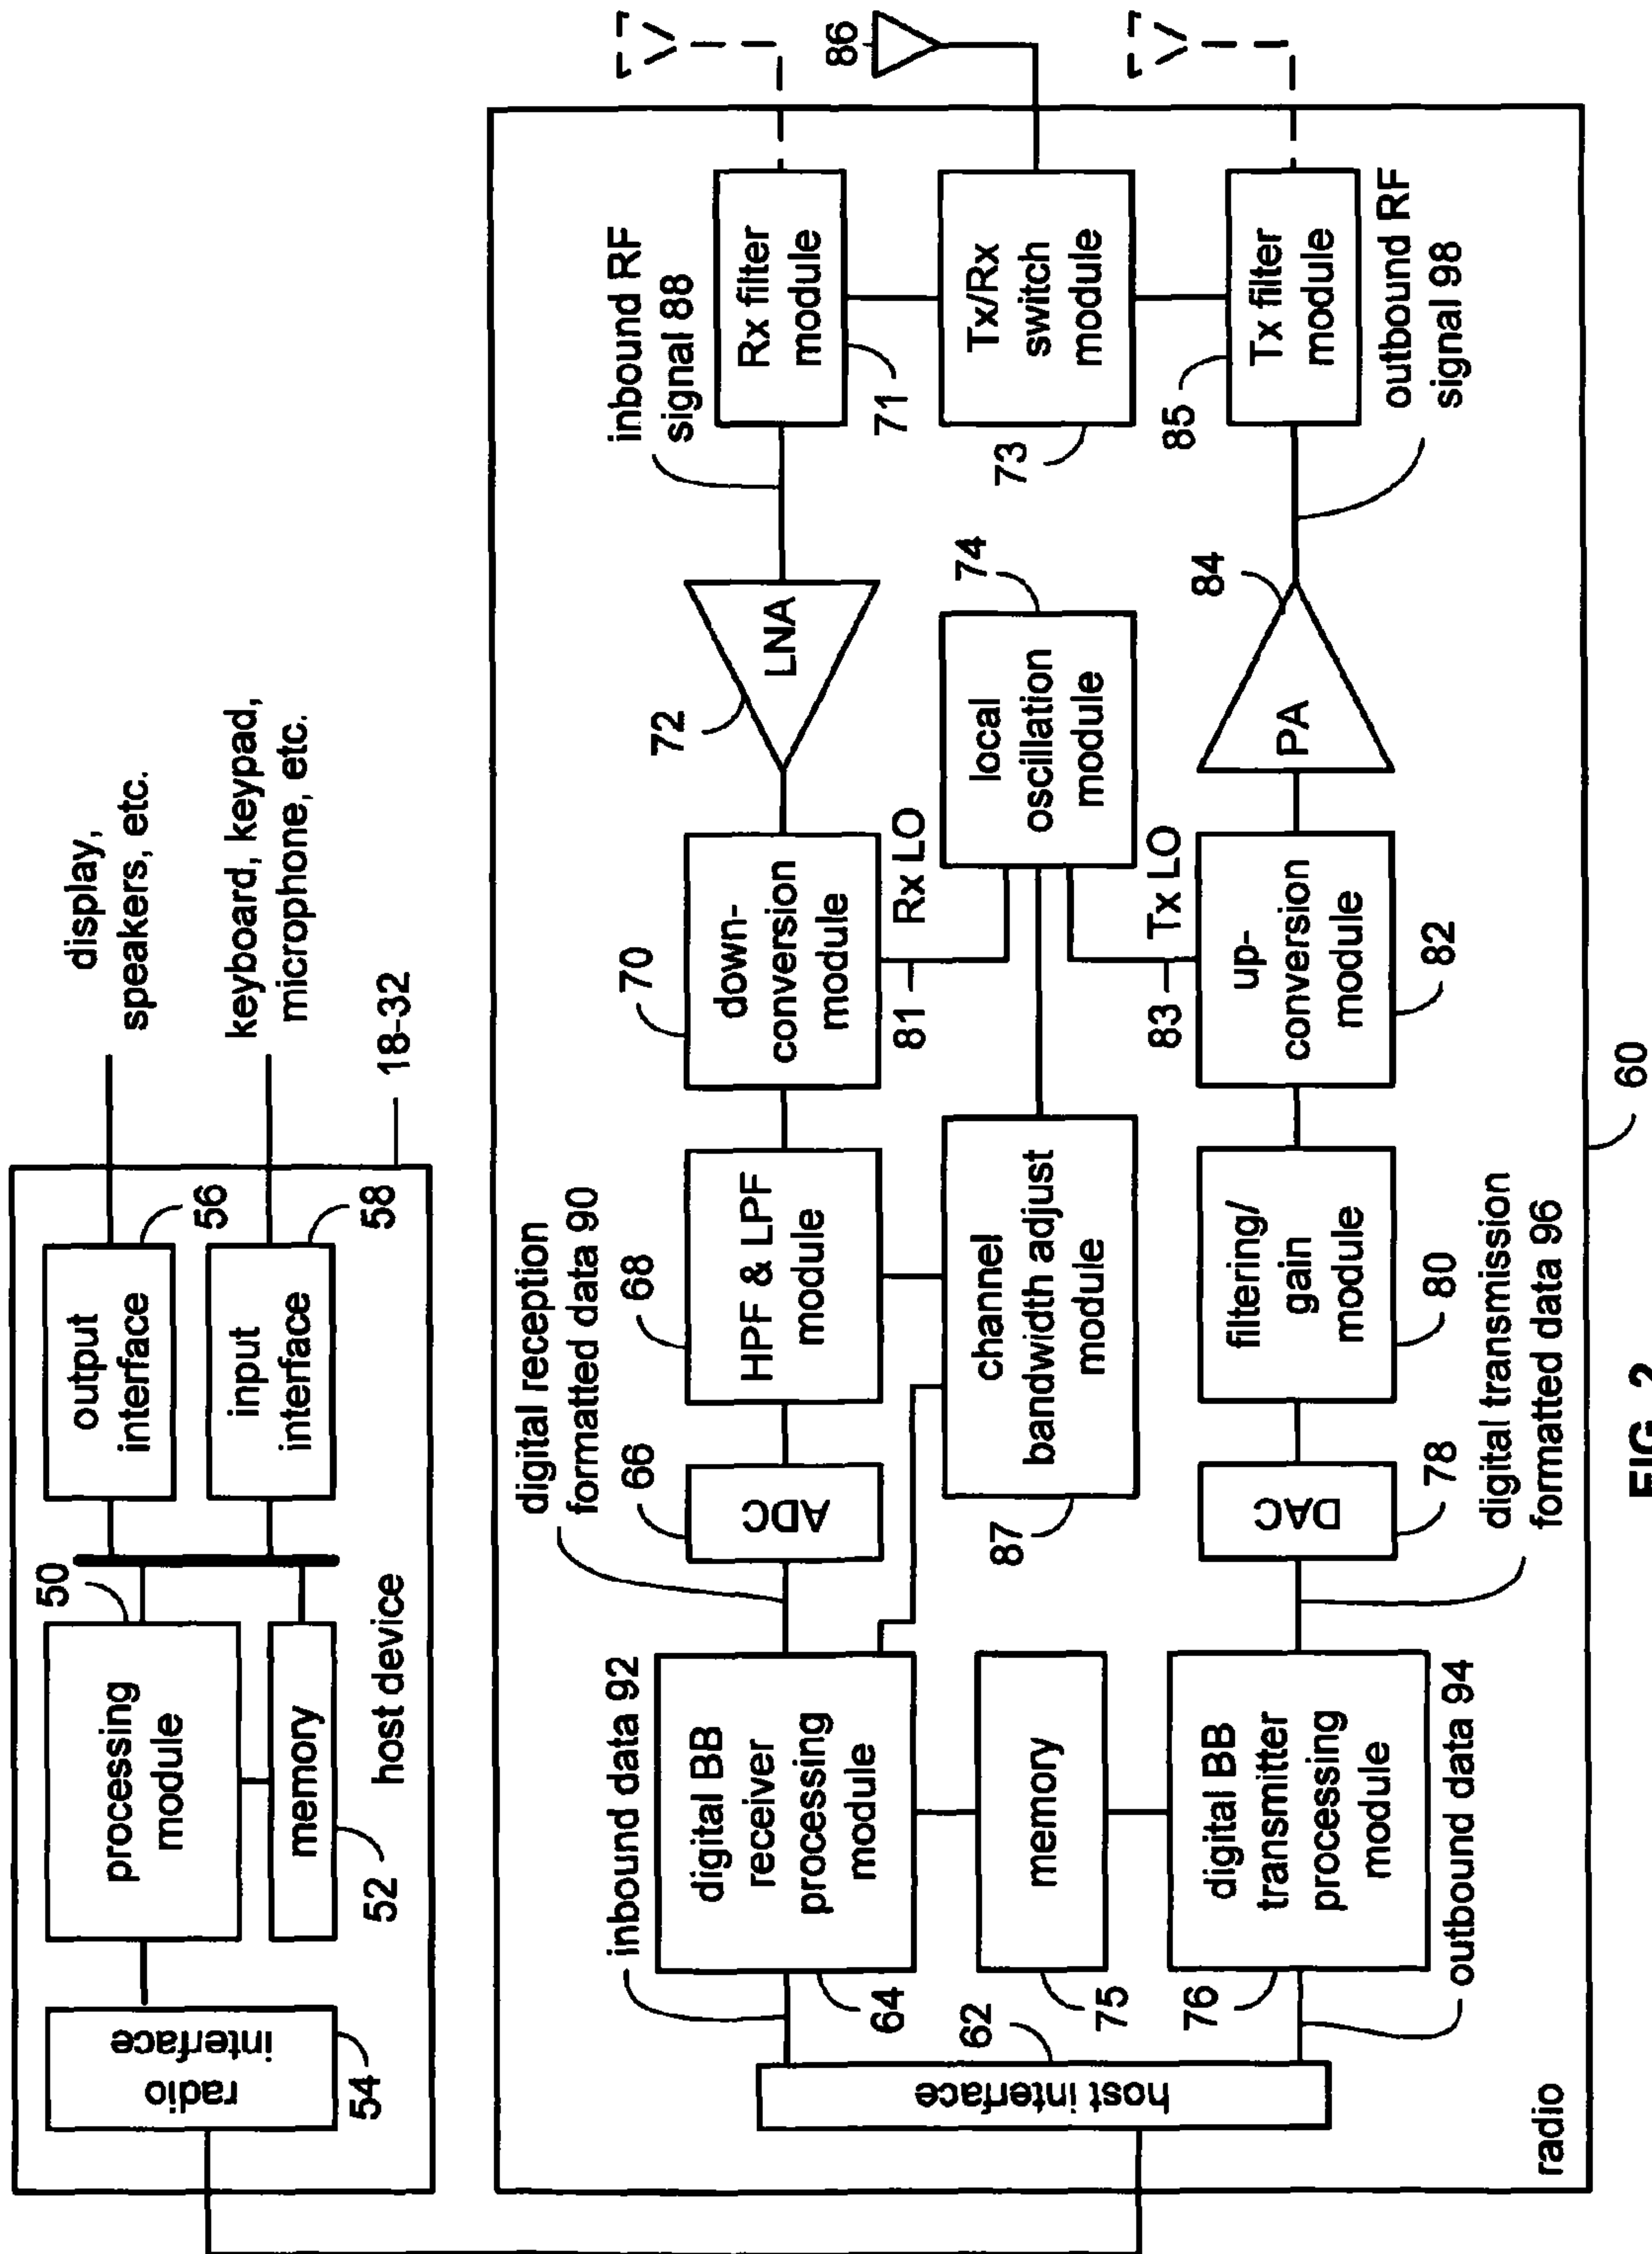 display,
speakers, etc.
keyboard, keypad,
microphone, etc.
18-32
output
interface
56
input
interface
58
50
processing
module
memory
52
host device
radio
interface
54
inbound RF
signal 88
Rx filter
module
71
86
Tx/Rx
switch
module
73
Tx filter
module
85
outbound RF
signal 98
LNA
72
local
oscillation
module
74
PA
84
down-
conversion
module
70
81
Rx LO
83
Tx LO
up-
conversion
module
82
HPF & LPF
module
68
channel
bandwidth adjust
module
87
filtering/
gain
module
80
digital reception
formatted data 90
ADC
66
DAC
78
digital transmission
formatted data 96
inbound data 92
digital BB
receiver
processing
module
64
memory
75
digital BB
transmitter
processing
module
76
outbound data 94
host interface
62
radio
60
FIG. 2